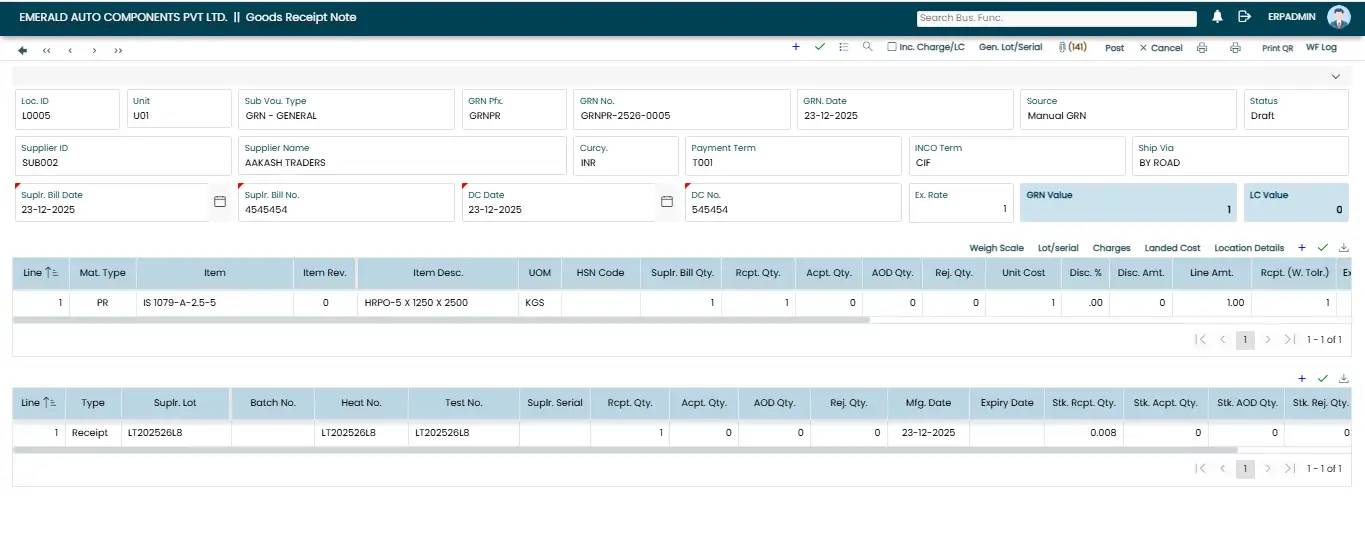 EMERALD AUTO COMPONENTS PVT LTD. || Goods Receipt Note Search Bus. Func. ERPADMIN
Inc. Charge/LC Gen. Lot/Serial (141) Post Cancel Print QR WF Log
Loc. ID Unit Sub Vou. Type GRN Pfx. GRN No. GRN. Date Source Status
L0005 U01 GRN - GENERAL GRNPR GRNPR-2526-0005 23-12-2025 Manual GRN Draft
Supplier ID Supplier Name Curcy. Payment Term INCO Term Ship Via
SUB002 AAKASH TRADERS INR T001 CIF BY ROAD
Suplr. Bill Date Suplr. Bill No. DC Date DC No. Ex. Rate GRN Value LC Value
23-12-2025 4545454 23-12-2025 545454 1 1 0
Weigh Scale Lot/serial Charges Landed Cost Location Details
Line Mat. Type Item Item Rev. Item Desc. UOM HSN Code Suplr. Bill Qty. Rcpt. Qty. Acpt. Qty. AOD Qty. Rej. Qty. Unit Cost Disc. % Disc. Amt. Line Amt. Rcpt. (W. Tolr.) Ex
1 PR IS 1079-A-2.5-5 0 HRPO-5 X 1250 X 2500 KGS 1 1 0 0 0 1 .00 0 1.00 1
1 1 - 1 of 1
Line Type Suplr. Lot Batch No. Heat No. Test No. Suplr. Serial Rcpt. Qty. Acpt. Qty. AOD Qty. Rej. Qty. Mfg. Date Expiry Date Stk. Rcpt. Qty. Stk. Acpt. Qty. Stk. AOD Qty. Stk. Rej. Qty.
1 Receipt LT202526L8 LT202526L8 LT202526L8 1 0 0 0 23-12-2025 0.008 0 0 0
1 1 - 1 of 1